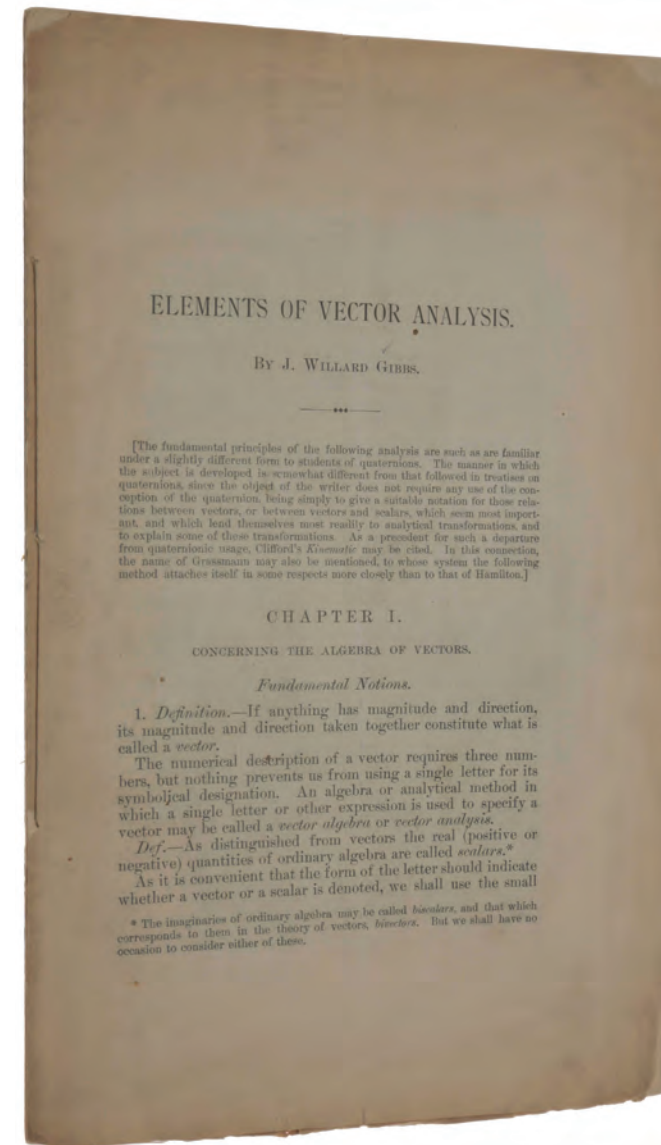 ELEMENTS OF VECTOR ANALYSIS.
BY J. WILLARD GIBBS.
[The fundamental principles of the following analysis are such as are familiar
under a slightly different form to students of quaternions. The manner in which
the subject is developed is somewhat different from that followed in treatises on
quaternions, since the object of the writer does not require any use of the con-
ception of the quaternion, being simply to give a suitable notation for those rela-
tions between vectors, or between vectors and scalars, which seem most import-
ant, and which lend themselves most readily to analytical transformations, and
to explain some of these transformations. As a precedent for such a departure
from quaternionic usage, Clifford's Kinematic may be cited. In this connection,
the name of Grassmann may also be mentioned, to whose system the following
method attaches itself in some respects more closely than to that of Hamilton.]
CHAPTER I.
CONCERNING THE ALGEBRA OF VECTORS.
Fundamental Notions.
1. Definition.—If anything has magnitude and direction,
its magnitude and direction taken together constitute what is
called a vector.
The numerical description of a vector requires three num-
bers, but nothing prevents us from using a single letter for its
symbolical designation. An algebra or analytical method in
which a single letter or other expression is used to specify a
vector may be called a vector algebra or vector analysis.
Def.—As distinguished from vectors the real (positive or
negative) quantities of ordinary algebra are called scalars.*
As it is convenient that the form of the letter should indicate
whether a vector or a scalar is denoted, we shall use the small
* The imaginaries of ordinary algebra may be called biscalars, and that which
corresponds to them in the theory of vectors, bivectors. But we shall have no
occasion to consider either of these.